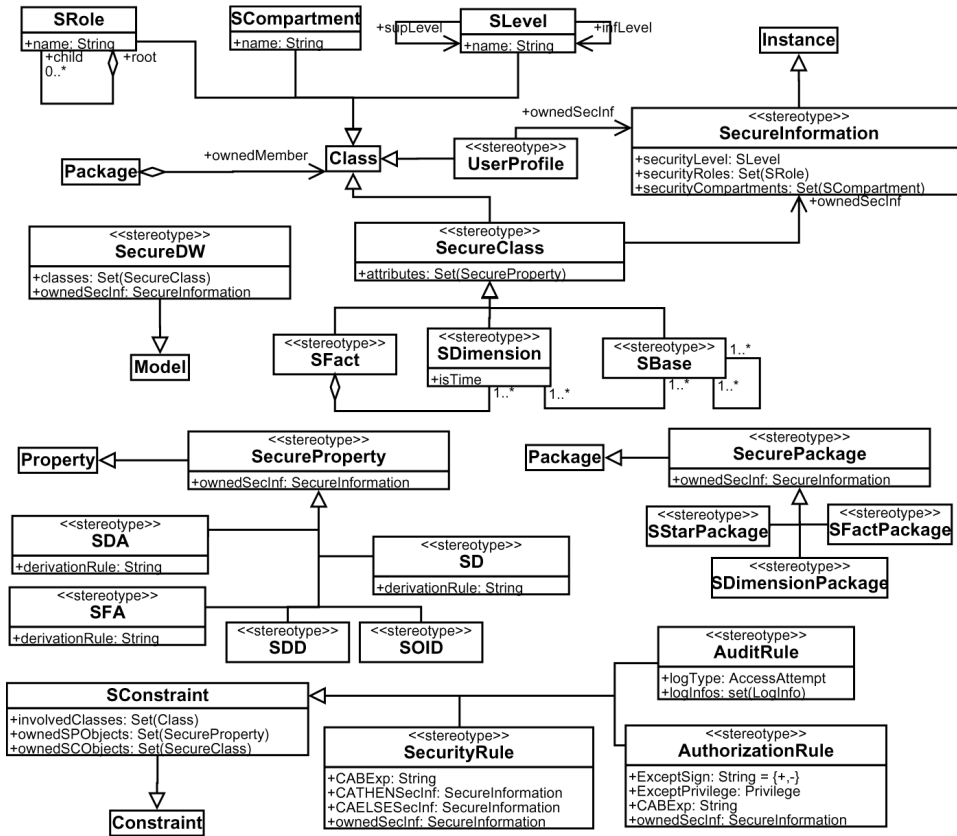 SRole
+name: String
+child
0..*
+root
SCompartment
+name: String
SLevel
+name: String
+supLevel
+infLevel
Instance
<<stereotype>>
SecureInformation
+securityLevel: SLevel
+securityRoles: Set(SRole)
+securityCompartments: Set(SCompartment)
+ownedSecInf
+ownedSecInf
Package
+ownedMember
Class
<<stereotype>>
UserProfile
<<stereotype>>
SecureDW
+classes: Set(SecureClass)
+ownedSecInf: SecureInformation
Model
<<stereotype>>
SecureClass
+attributes: Set(SecureProperty)
<<stereotype>>
SFact
<<stereotype>>
SDimension
+isTime
1..*
1..*
<<stereotype>>
SBase
1..*
1..*
1..*
Property
<<stereotype>>
SecureProperty
+ownedSecInf: SecureInformation
Package
<<stereotype>>
SecurePackage
+ownedSecInf: SecureInformation
<<stereotype>>
SStarPackage
<<stereotype>>
SFactPackage
<<stereotype>>
SDimensionPackage
<<stereotype>>
SDA
+derivationRule: String
<<stereotype>>
SD
+derivationRule: String
<<stereotype>>
SFA
+derivationRule: String
<<stereotype>>
SDD
<<stereotype>>
SOID
SConstraint
+involvedClasses: Set(Class)
+ownedSPObjects: Set(SecureProperty)
+ownedSCObjects: Set(SecureClass)
Constraint
<<stereotype>>
SecurityRule
+CABExp: String
+CATHENSecInf: SecureInformation
+CAELSESecInf: SecureInformation
+ownedSecInf: SecureInformation
<<stereotype>>
AuditRule
+logType: AccessAttempt
+logInfos: set(LogInfo)
<<stereotype>>
AuthorizationRule
+ExceptSign: String = {+,-}
+ExceptPrivilege: Privilege
+CABExp: String
+ownedSecInf: SecureInformation